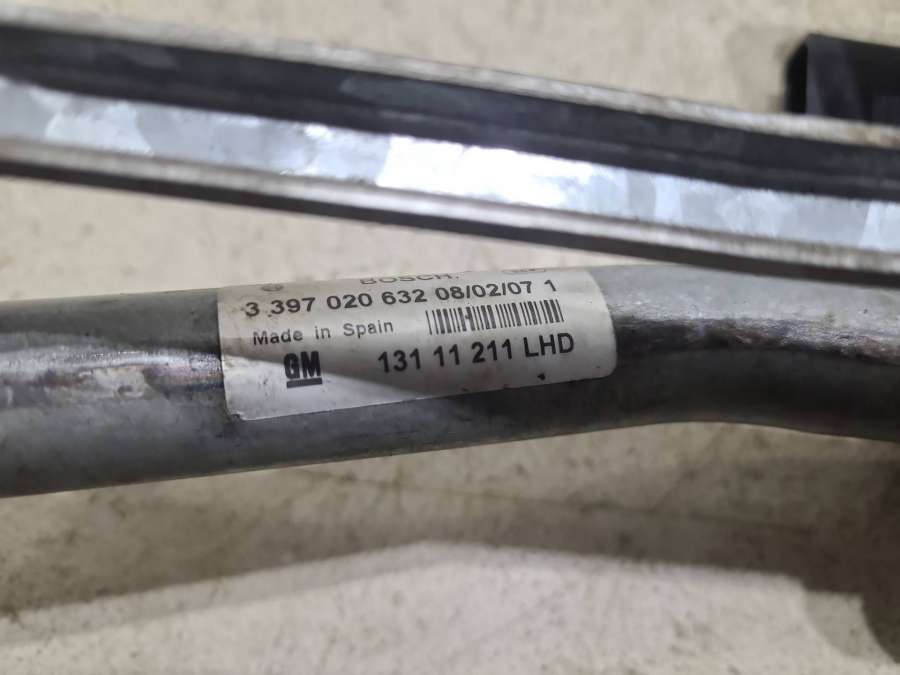 BOSCH
3 397 020 632 08/02/07 1
Made in Spain
GM 131 11 211 LHD